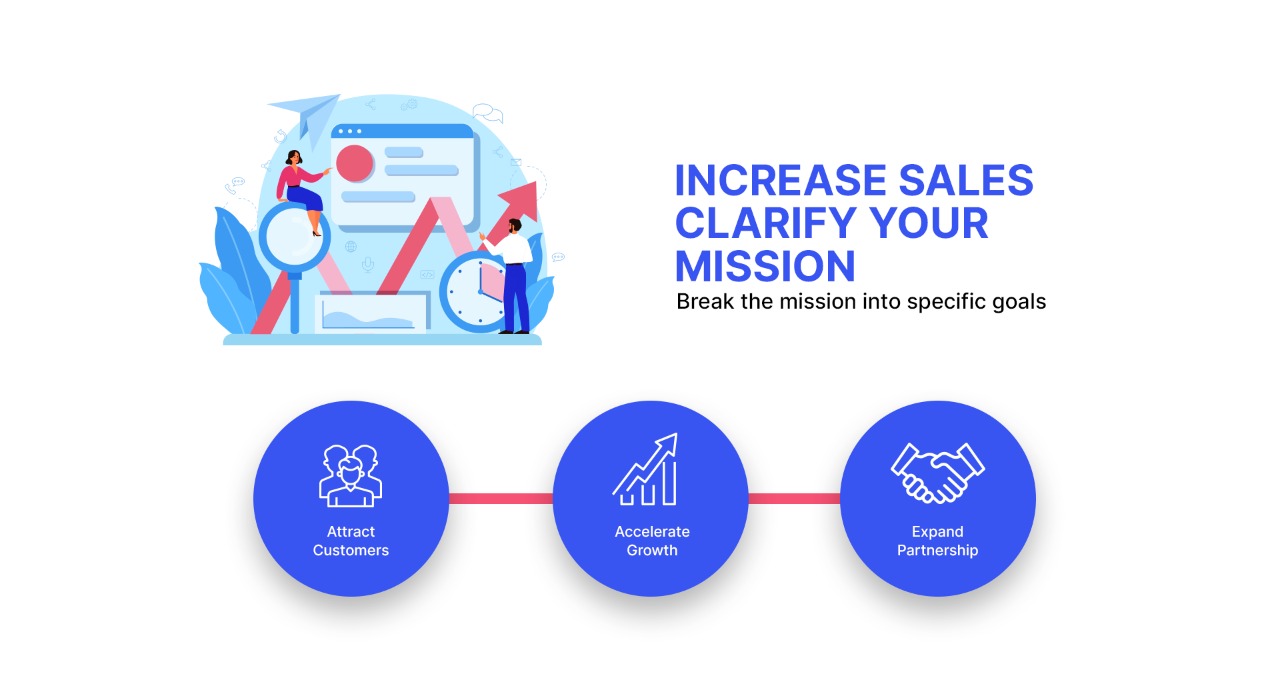 INCREASE SALES
CLARIFY YOUR
MISSION
Break the mission into specific goals
Attract
Customers
Accelerate
Growth
Expand
Partnership